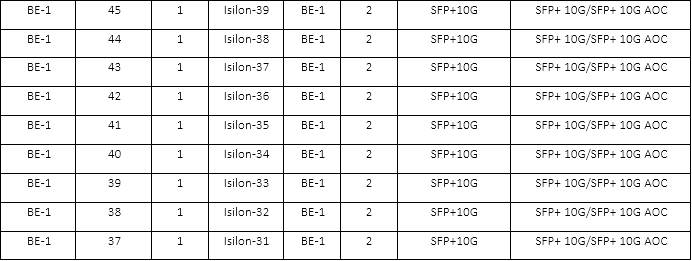 BE-1 45 1 Isilon-39 BE-1 2 SFP+10G SFP+ 10G/SFP+ 10G AOC
BE-1 44 1 Isilon-38 BE-1 2 SFP+10G SFP+ 10G/SFP+ 10G AOC
BE-1 43 1 Isilon-37 BE-1 2 SFP+10G SFP+ 10G/SFP+ 10G AOC
BE-1 42 1 Isilon-36 BE-1 2 SFP+10G SFP+ 10G/SFP+ 10G AOC
BE-1 41 1 Isilon-35 BE-1 2 SFP+10G SFP+ 10G/SFP+ 10G AOC
BE-1 40 1 Isilon-34 BE-1 2 SFP+10G SFP+ 10G/SFP+ 10G AOC
BE-1 39 1 Isilon-33 BE-1 2 SFP+10G SFP+ 10G/SFP+ 10G AOC
BE-1 38 1 Isilon-32 BE-1 2 SFP+10G SFP+ 10G/SFP+ 10G AOC
BE-1 37 1 Isilon-31 BE-1 2 SFP+10G SFP+ 10G/SFP+ 10G AOC